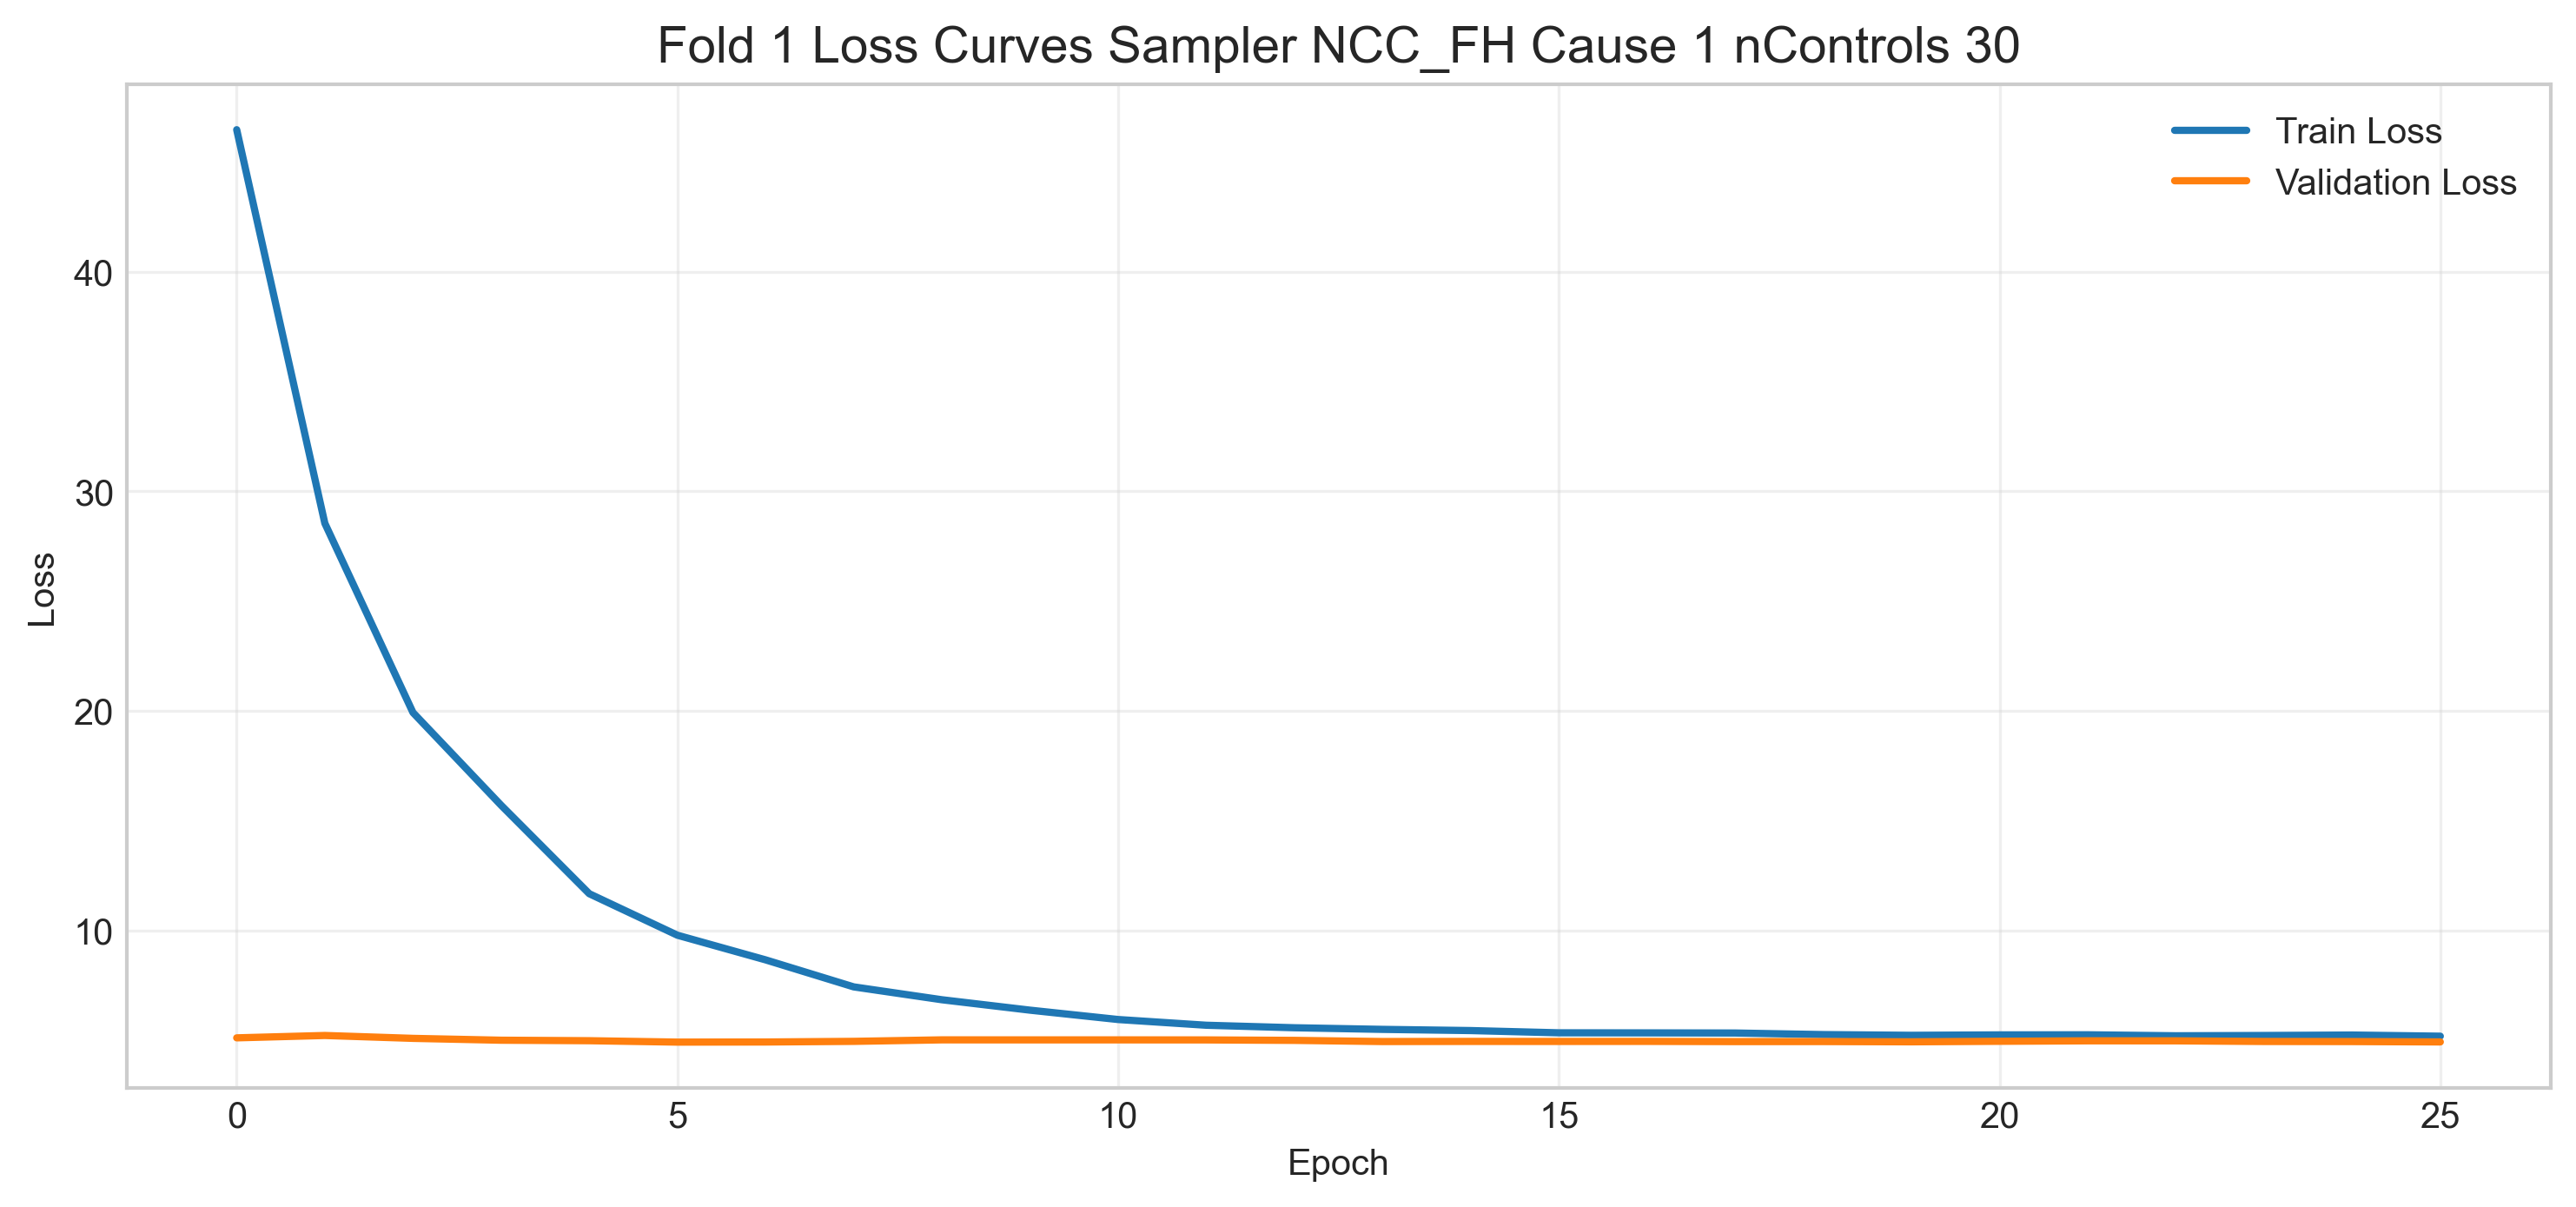 Fold 1 Loss Curves Sampler NCC_FH Cause 1 nControls 30
Train Loss
Validation Loss
40
30
20
10
Loss
0 5 10 15 20 25
Epoch